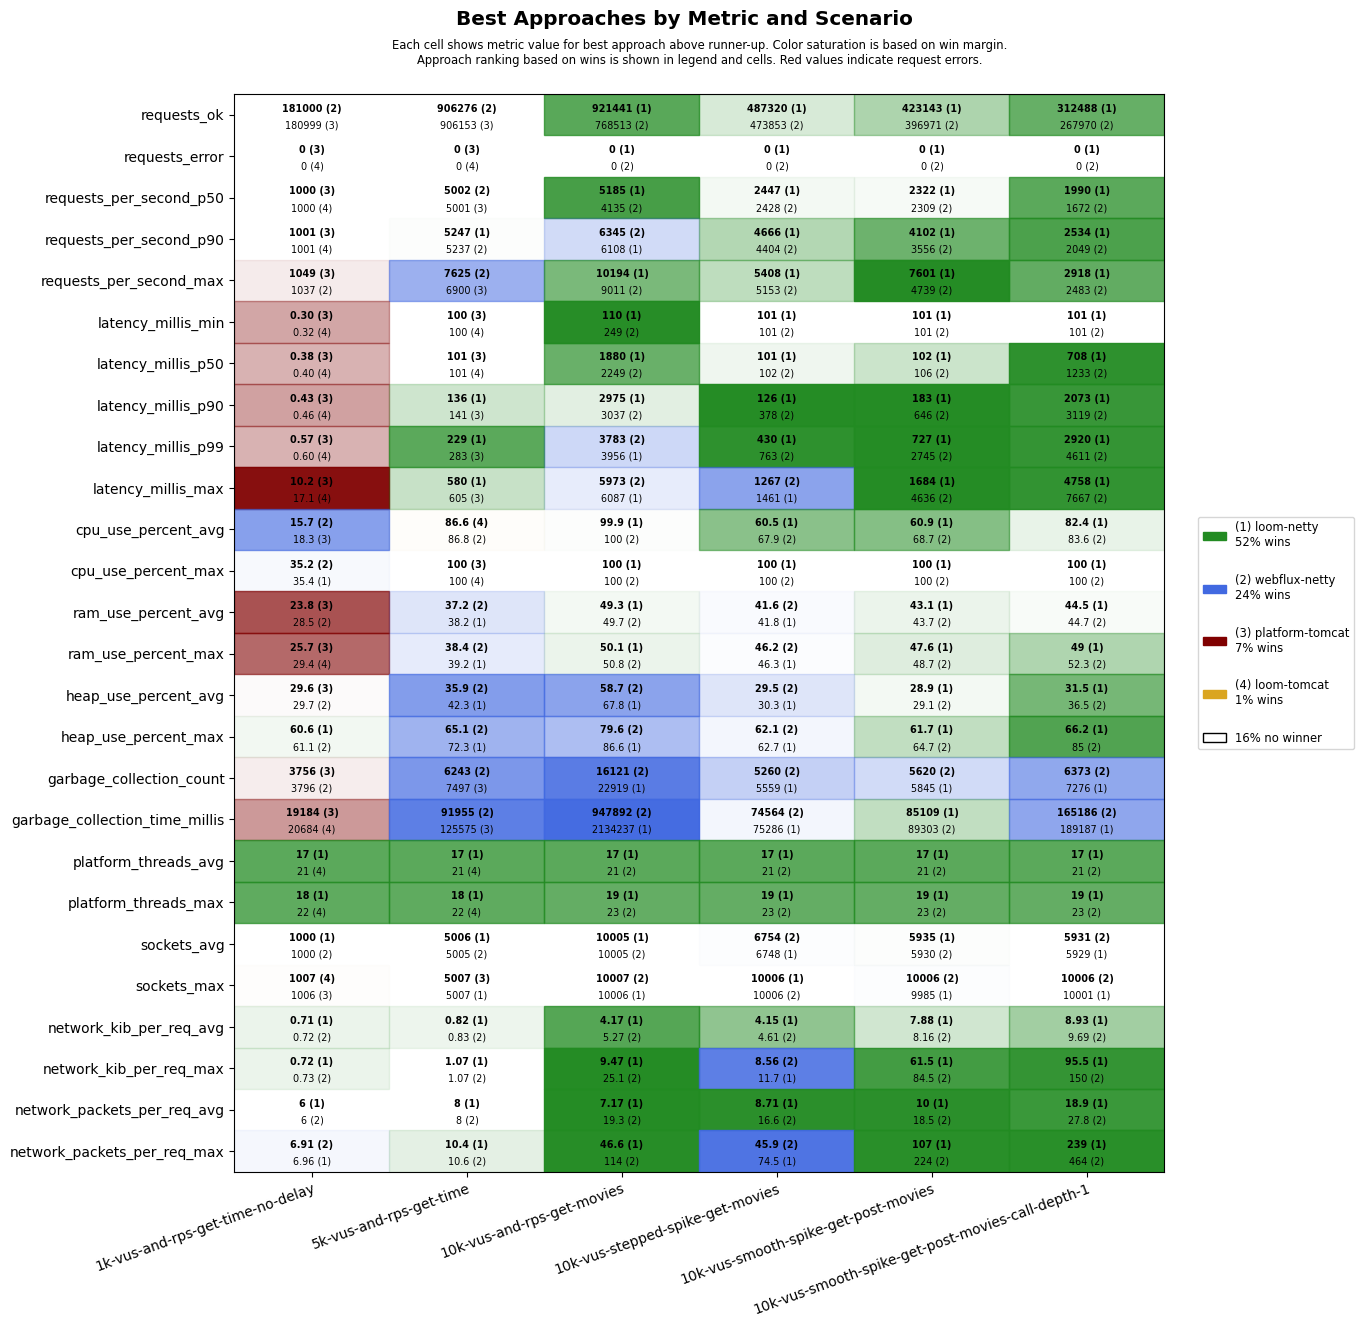 Best Approaches by Metric and Scenario
Each cell shows metric value for best approach above runner-up. Color saturation is based on win margin.
Approach ranking based on wins is shown in legend and cells. Red values indicate request errors.
requests_ok
181000 (2) 906276 (2) 921441 (1) 487320 (1) 423143 (1) 312488 (1)
180999 (3) 906153 (3) 768513 (2) 473853 (2) 396971 (2) 267970 (2)
requests_error
0 (3) 0 (3) 0 (1) 0 (1) 0 (1) 0 (1)
0 (4) 0 (4) 0 (2) 0 (2) 0 (2) 0 (2)
requests_per_second_p50
1000 (3) 5002 (2) 5185 (1) 2447 (1) 2322 (1) 1990 (1)
1000 (4) 5001 (3) 4135 (2) 2428 (2) 2309 (2) 1672 (2)
requests_per_second_p90
1001 (3) 5247 (1) 6345 (2) 4666 (1) 4102 (1) 2534 (1)
1001 (4) 5237 (2) 6108 (1) 4404 (2) 3556 (2) 2049 (2)
requests_per_second_max
1049 (3) 7625 (2) 10194 (1) 5408 (1) 7601 (1) 2918 (1)
1037 (2) 6900 (3) 9011 (2) 5153 (2) 4739 (2) 2483 (2)
latency_millis_min
0.30 (3) 100 (3) 110 (1) 101 (1) 101 (1) 101 (1)
0.32 (4) 100 (4) 249 (2) 101 (2) 101 (2) 101 (2)
latency_millis_p50
0.38 (3) 101 (3) 1880 (1) 101 (1) 102 (1) 708 (1)
0.40 (4) 101 (4) 2249 (2) 102 (2) 106 (2) 1233 (2)
latency_millis_p90
0.43 (3) 136 (1) 2975 (1) 126 (1) 183 (1) 2073 (1)
0.46 (4) 141 (3) 3037 (2) 378 (2) 646 (2) 3119 (2)
latency_millis_p99
0.57 (3) 229 (1) 3783 (2) 430 (1) 727 (1) 2920 (1)
0.60 (4) 283 (3) 3956 (1) 763 (2) 2745 (2) 4611 (2)
latency_millis_max
10.2 (3) 580 (1) 5973 (2) 1267 (2) 1684 (1) 4758 (1)
17.1 (4) 605 (3) 6087 (1) 1461 (1) 4636 (2) 7667 (2)
cpu_use_percent_avg
15.7 (2) 86.6 (4) 99.9 (1) 60.5 (1) 60.9 (1) 82.4 (1)
18.3 (3) 86.8 (2) 100 (2) 67.9 (2) 68.7 (2) 83.6 (2)
cpu_use_percent_max
35.2 (2) 100 (3) 100 (1) 100 (1) 100 (1) 100 (1)
35.4 (1) 100 (4) 100 (2) 100 (2) 100 (2) 100 (2)
ram_use_percent_avg
23.8 (3) 37.2 (2) 49.3 (1) 41.6 (2) 43.1 (1) 44.5 (1)
28.5 (2) 38.2 (1) 49.7 (2) 41.8 (1) 43.7 (2) 44.7 (2)
ram_use_percent_max
25.7 (3) 38.4 (2) 50.1 (1) 46.2 (2) 47.6 (1) 49 (1)
29.4 (4) 39.2 (1) 50.8 (2) 46.3 (1) 48.7 (2) 52.3 (2)
heap_use_percent_avg
29.6 (3) 35.9 (2) 58.7 (2) 29.5 (2) 28.9 (1) 31.5 (1)
29.7 (2) 42.3 (1) 67.8 (1) 30.3 (1) 29.1 (2) 36.5 (2)
heap_use_percent_max
60.6 (1) 65.1 (2) 79.6 (2) 62.1 (2) 61.7 (1) 66.2 (1)
61.1 (2) 72.3 (1) 86.6 (1) 62.7 (1) 64.7 (2) 85 (2)
garbage_collection_count
3756 (3) 6243 (2) 16121 (2) 5260 (2) 5620 (2) 6373 (2)
3796 (2) 7497 (3) 22919 (1) 5559 (1) 5845 (1) 7276 (1)
garbage_collection_time_millis
19184 (3) 91955 (2) 947892 (2) 74564 (2) 85109 (1) 165186 (2)
20684 (4) 125575 (3) 2134237 (1) 75286 (1) 89303 (2) 189187 (1)
platform_threads_avg
17 (1) 17 (1) 17 (1) 17 (1) 17 (1) 17 (1)
21 (4) 21 (4) 21 (2) 21 (2) 21 (2) 21 (2)
platform_threads_max
18 (1) 18 (1) 19 (1) 19 (1) 19 (1) 19 (1)
22 (4) 22 (4) 23 (2) 23 (2) 23 (2) 23 (2)
sockets_avg
1000 (1) 5006 (1) 10005 (1) 6754 (2) 5935 (1) 5931 (2)
1000 (2) 5005 (2) 10005 (2) 6748 (1) 5930 (2) 5929 (1)
sockets_max
1007 (4) 5007 (3) 10007 (2) 10006 (1) 10006 (2) 10006 (2)
1006 (3) 5007 (1) 10006 (1) 10006 (2) 9985 (1) 10001 (1)
network_kib_per_req_avg
0.71 (1) 0.82 (1) 4.17 (1) 4.15 (1) 7.88 (1) 8.93 (1)
0.72 (2) 0.83 (2) 5.27 (2) 4.61 (2) 8.16 (2) 9.69 (2)
network_kib_per_req_max
0.72 (1) 1.07 (1) 9.47 (1) 8.56 (2) 61.5 (1) 95.5 (1)
0.73 (2) 1.07 (2) 25.1 (2) 11.7 (1) 84.5 (2) 150 (2)
network_packets_per_req_avg
6 (1) 8 (1) 7.17 (1) 8.71 (1) 10 (1) 18.9 (1)
6 (2) 8 (2) 19.3 (2) 16.6 (2) 18.5 (2) 27.8 (2)
network_packets_per_req_max
6.91 (2) 10.4 (1) 46.6 (1) 45.9 (2) 107 (1) 239 (1)
6.96 (1) 10.6 (2) 114 (2) 74.5 (1) 224 (2) 464 (2)
1k-vus-and-rps-get-time-no-delay
5k-vus-and-rps-get-time
10k-vus-and-rps-get-movies
10k-vus-stepped-spike-get-movies
10k-vus-smooth-spike-get-post-movies
10k-vus-smooth-spike-get-post-movies-call-depth-1
(1) loom-netty
52% wins
(2) webflux-netty
24% wins
(3) platform-tomcat
7% wins
(4) loom-tomcat
1% wins
16% no winner